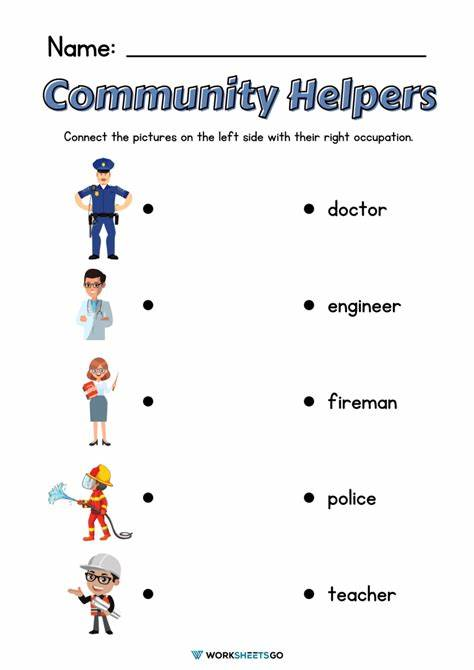 Name:
Community Helpers
Connect the pictures on the left side with their right occupation.
doctor
engineer
fireman
police
teacher
WORKSHEETSGO